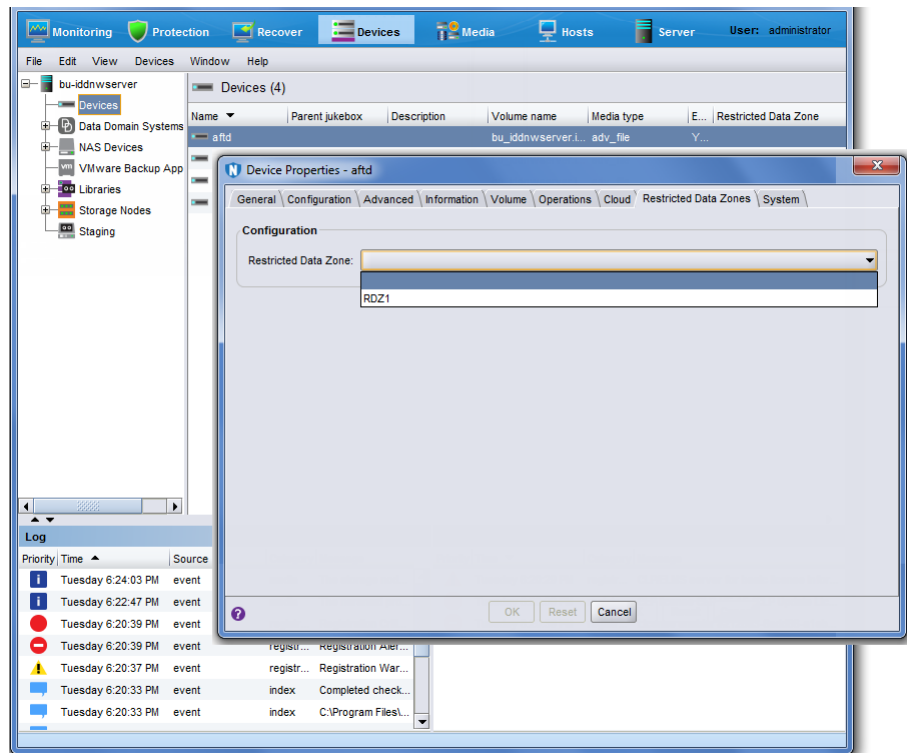 Monitoring Protection Recover Devices Media Hosts Server User: administrator
File Edit View Devices Window Help
bu-iddnwserver
Devices
Data Domain Systems
NAS Devices
VMware Backup App
Libraries
Storage Nodes
Staging
Devices (4)
Name Parent jukebox Description Volume name Media type E... Restricted Data Zone
aftd bu_iddnwserver.i... adv_file Y...
Device Properties - aftd
General Configuration Advanced Information Volume Operations Cloud Restricted Data Zones System
Configuration
Restricted Data Zone:
RDZ1
OK Reset Cancel
Log
Priority Time Source
Tuesday 6:24:03 PM event
Tuesday 6:22:47 PM event
Tuesday 6:20:39 PM event
Tuesday 6:20:39 PM event registr... Registration Aler...
Tuesday 6:20:37 PM event registr... Registration War...
Tuesday 6:20:33 PM event index Completed check...
Tuesday 6:20:33 PM event index C:\Program Files\...